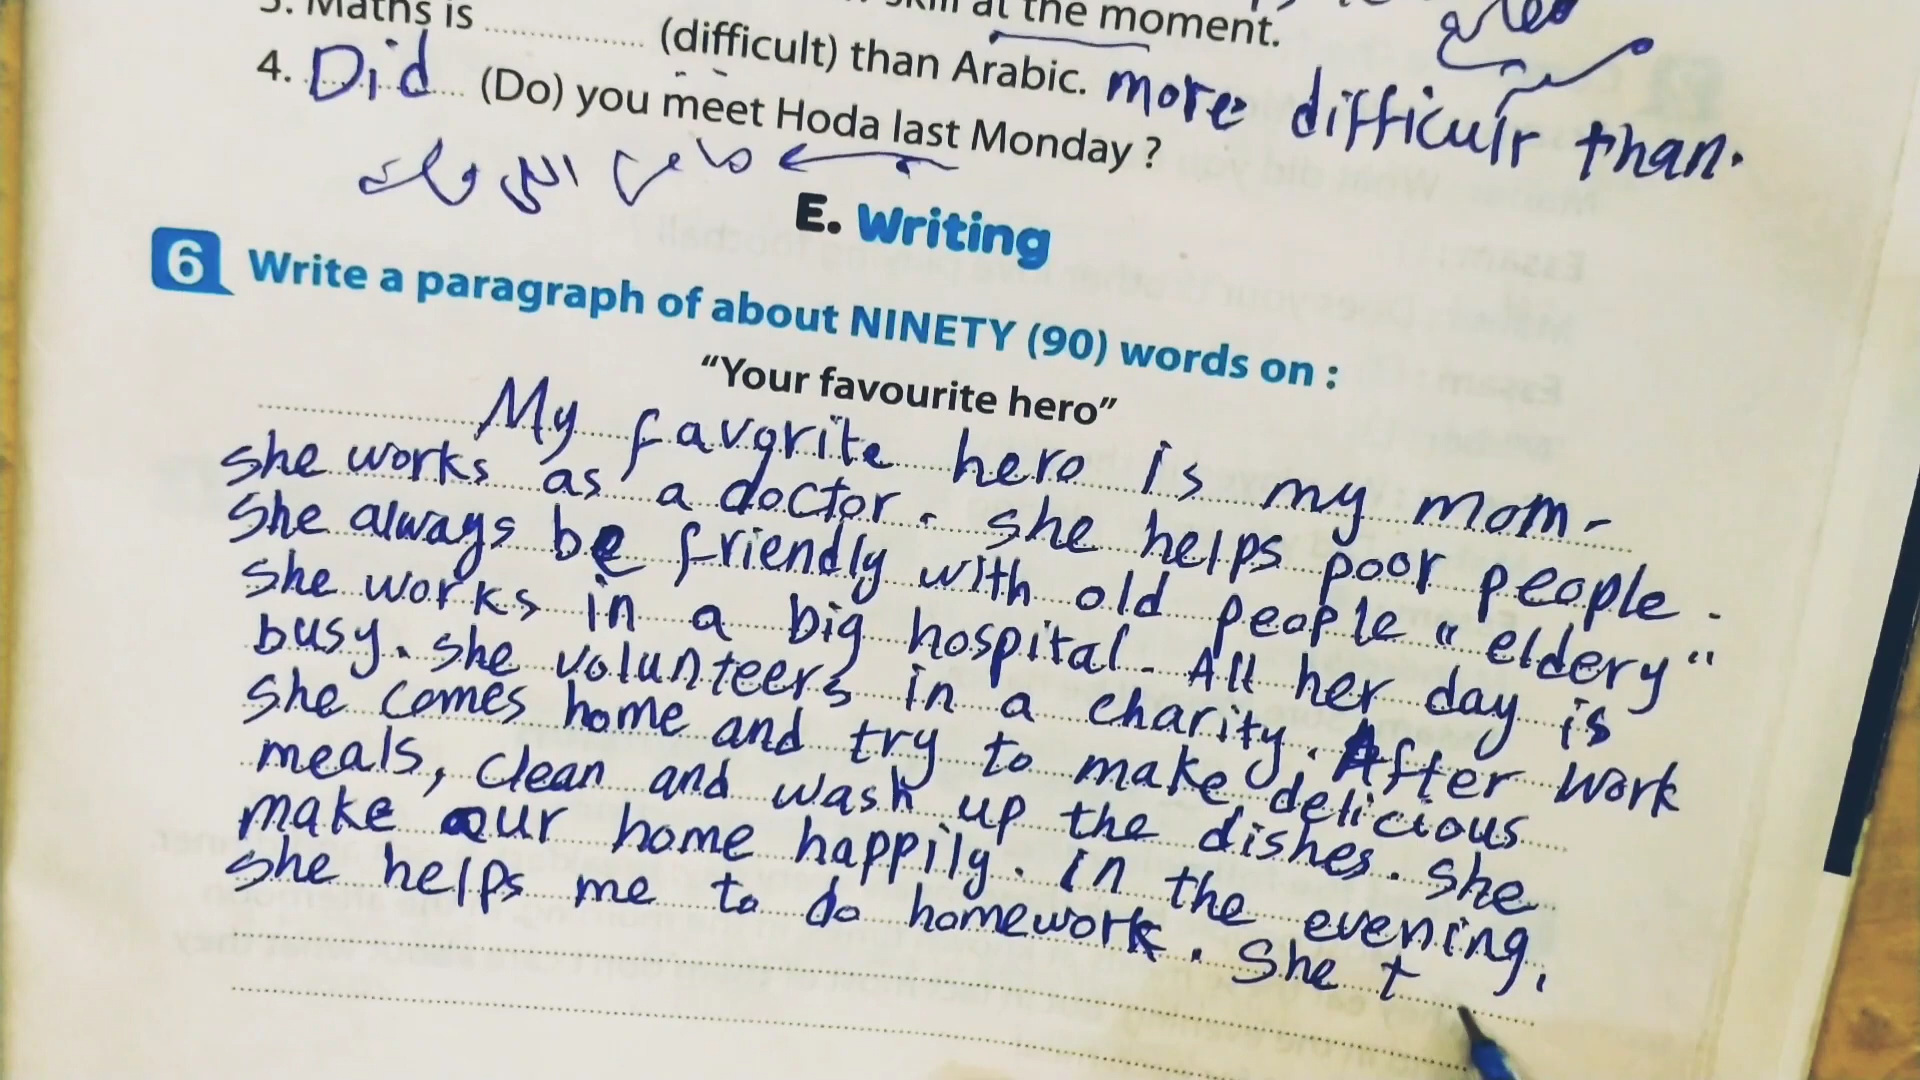 skill at the moment.
3. Maths is ............ (difficult) than Arabic. more difficult than.
4. Did (Do) you meet Hoda last Monday ?
E. Writing
6 Write a paragraph of about NINETY (90) words on :
“Your favourite hero”
My favorite hero is my mom-
she works as a doctor. she helps poor people.
She always be friendly with old people "eldery"
she works in a big hospital. All her day is
busy. she volunteers in a charity. After work
she comes home and try to make delicious
meals, clean and wash up the dishes. she
make our home happily. in the evening,
she helps me to do homework. She t